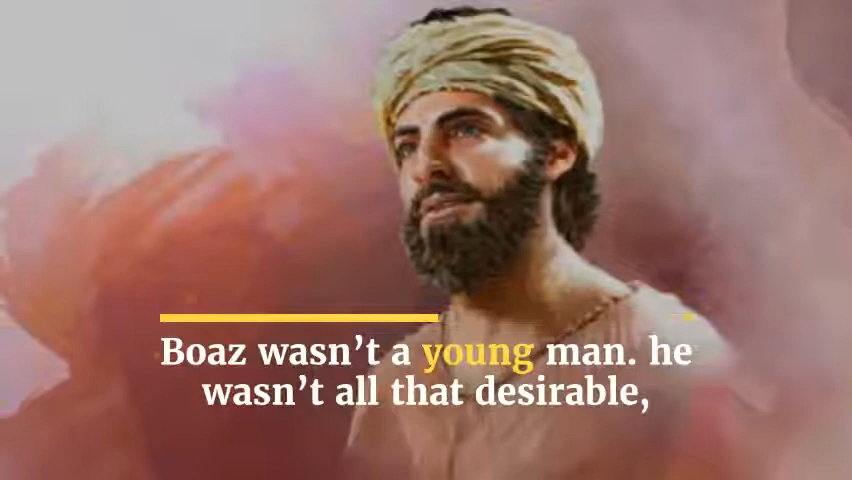 Boaz wasn’t a young man. he
wasn’t all that desirable,